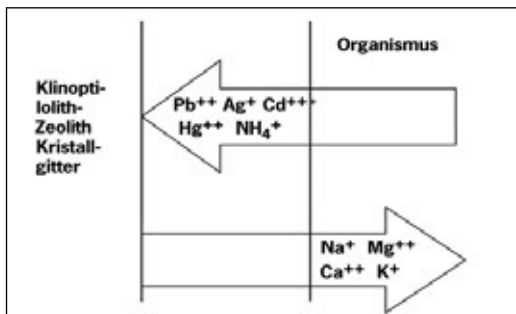 Organismus
Klinopti-
lolith-
Zeolith
Kristall-
gitter
Pb++ Ag+ Cd+++
Hg++ NH4+
Na+ Mg++
Ca++ K+